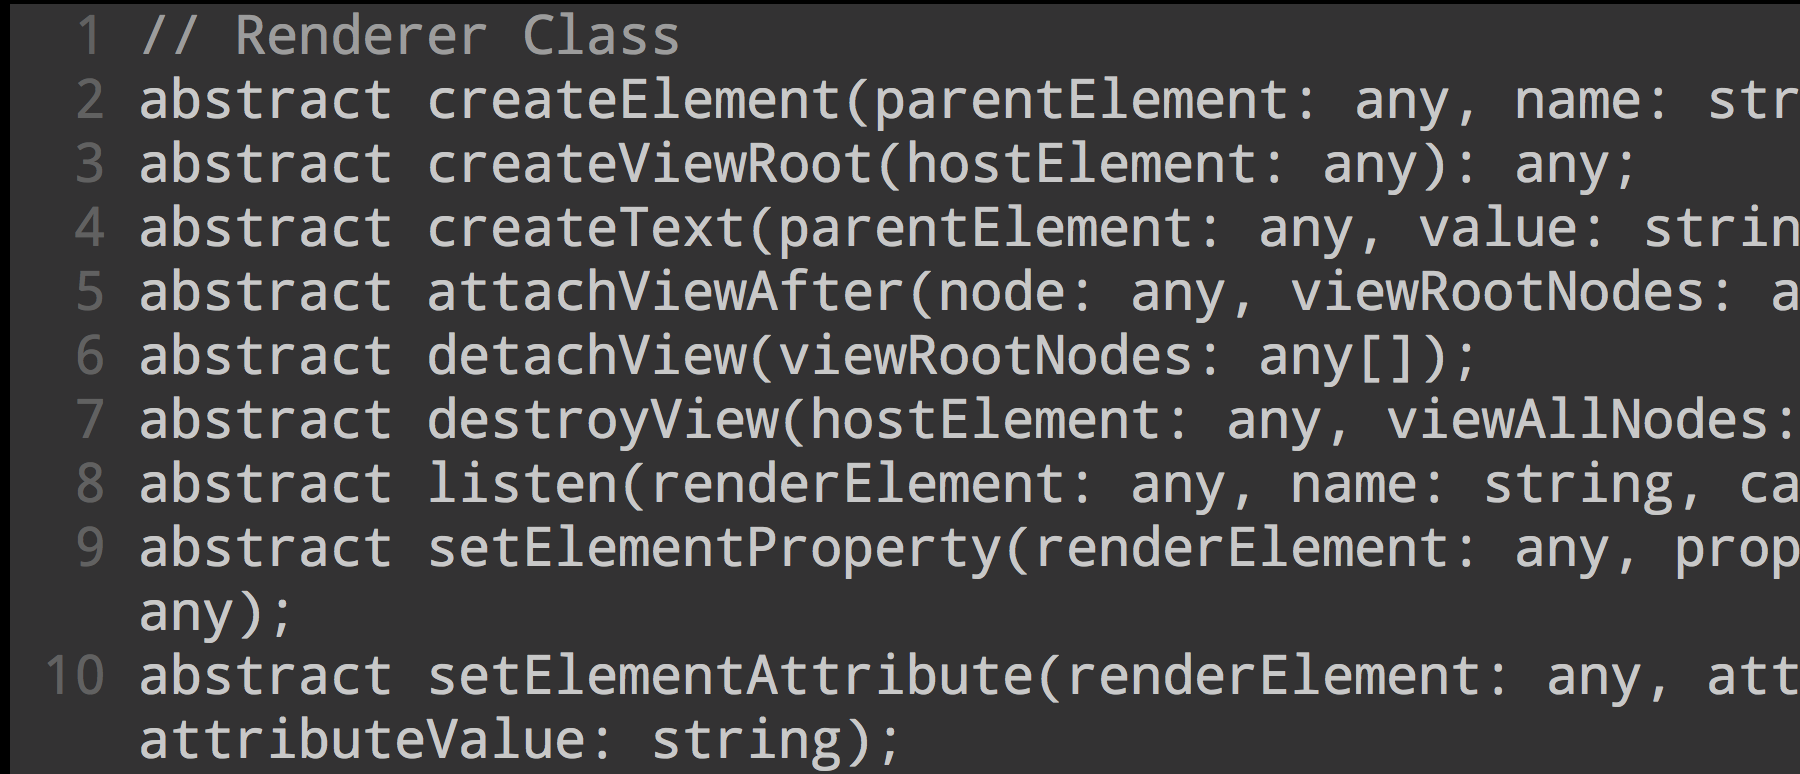 1 // Renderer Class
2 abstract createElement(parentElement: any, name: str
3 abstract createViewRoot(hostElement: any): any;
4 abstract createText(parentElement: any, value: strin
5 abstract attachViewAfter(node: any, viewRootNodes: a
6 abstract detachView(viewRootNodes: any[]);
7 abstract destroyView(hostElement: any, viewAllNodes:
8 abstract listen(renderElement: any, name: string, ca
9 abstract setElementProperty(renderElement: any, prop
any);
10 abstract setElementAttribute(renderElement: any, att
attributeValue: string);